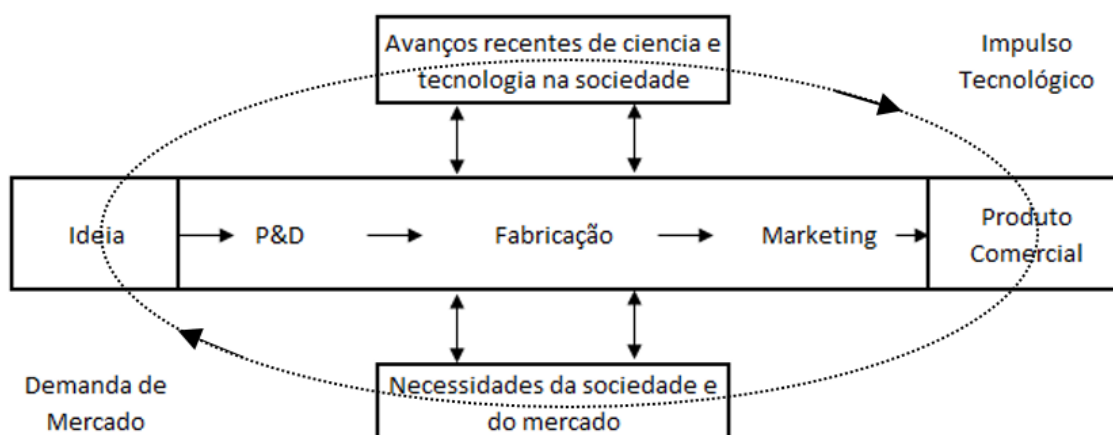 Avanços recentes de ciencia e
tecnologia na sociedade
Impulso
Tecnológico
Ideia
P&D
Fabricação
Marketing
Produto
Comercial
Demanda de
Mercado
Necessidades da sociedade e
do mercado